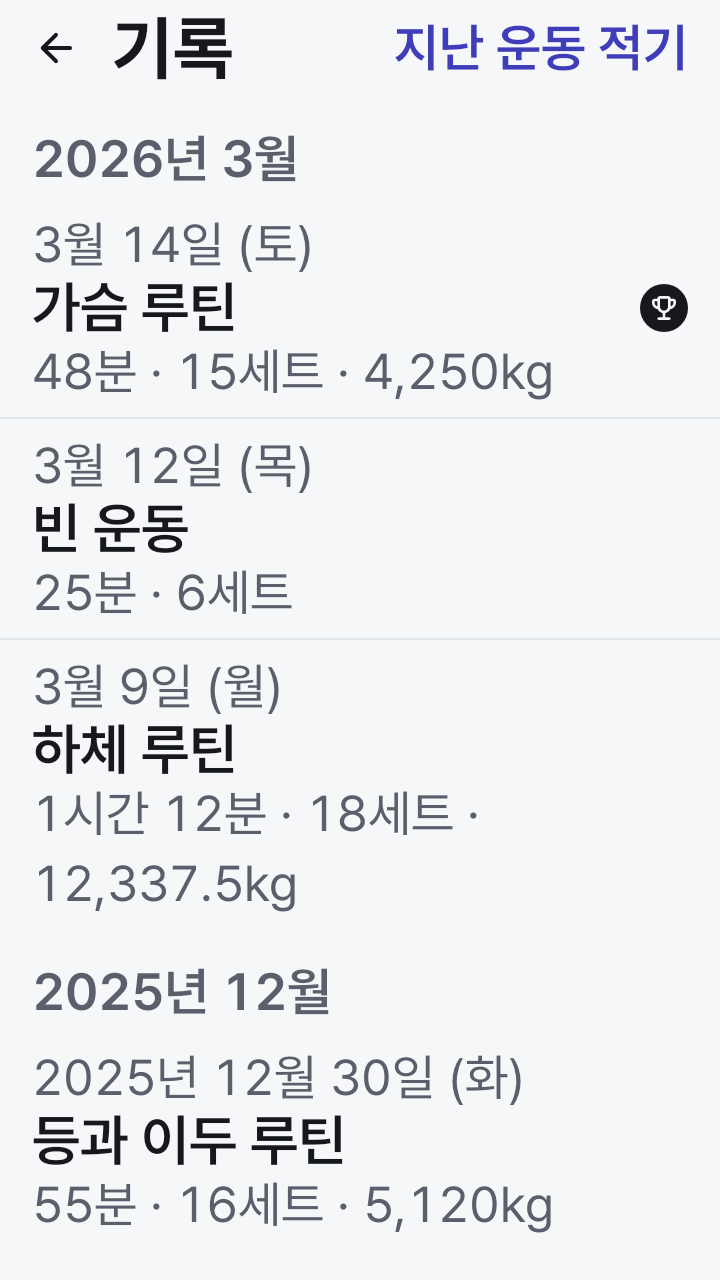 기록
지난 운동 적기
2026년 3월
3월 14일 (토)
가슴 루틴
48분 · 15세트 · 4,250kg
3월 12일 (목)
빈 운동
25분 · 6세트
3월 9일 (월)
하체 루틴
1시간 12분 · 18세트 ·
12,337.5kg
2025년 12월
2025년 12월 30일 (화)
등과 이두 루틴
55분 · 16세트 · 5,120kg